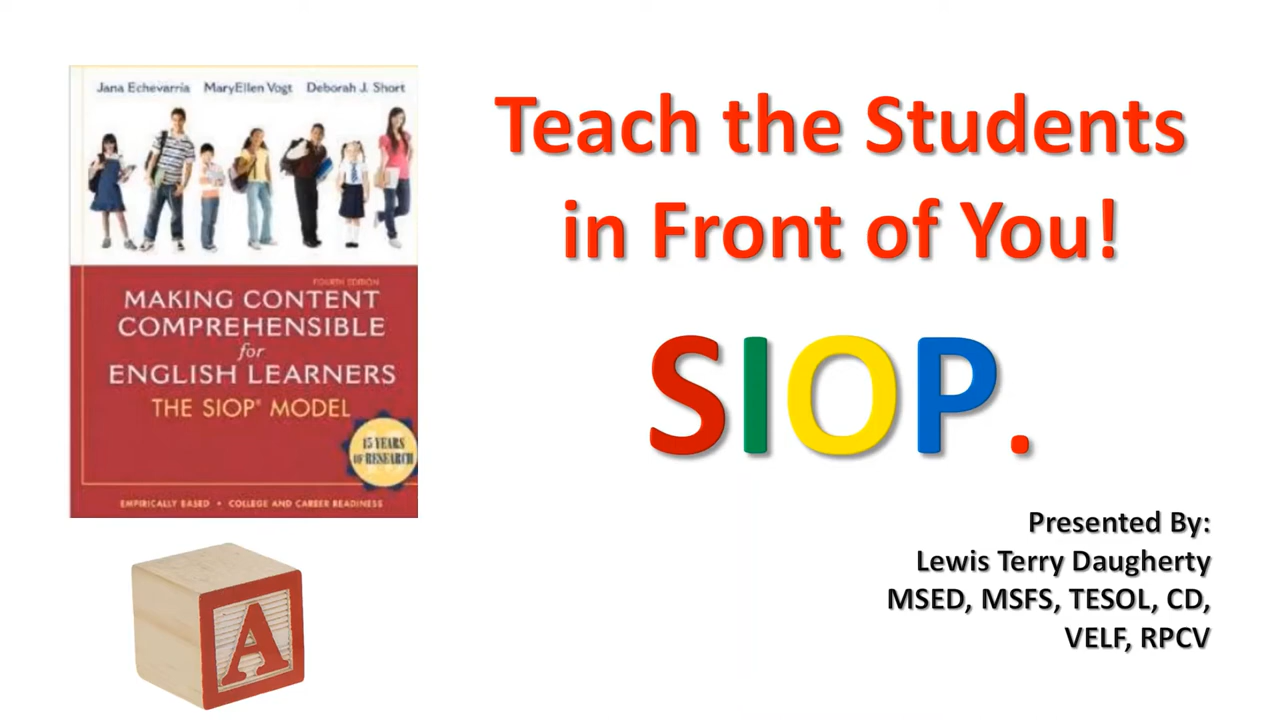 Jana Echevarria MaryEllen Vogt Deborah J. Short
FOURTH EDITION
MAKING CONTENT
COMPREHENSIBLE
for
ENGLISH LEARNERS
THE SIOP® MODEL
15 YEARS
OF RESEARCH
EMPIRICALLY BASED • COLLEGE AND CAREER READINESS
A
Teach the Students
in Front of You!
SIOP.
Presented By:
Lewis Terry Daugherty
MSED, MSFS, TESOL, CD,
VELF, RPCV